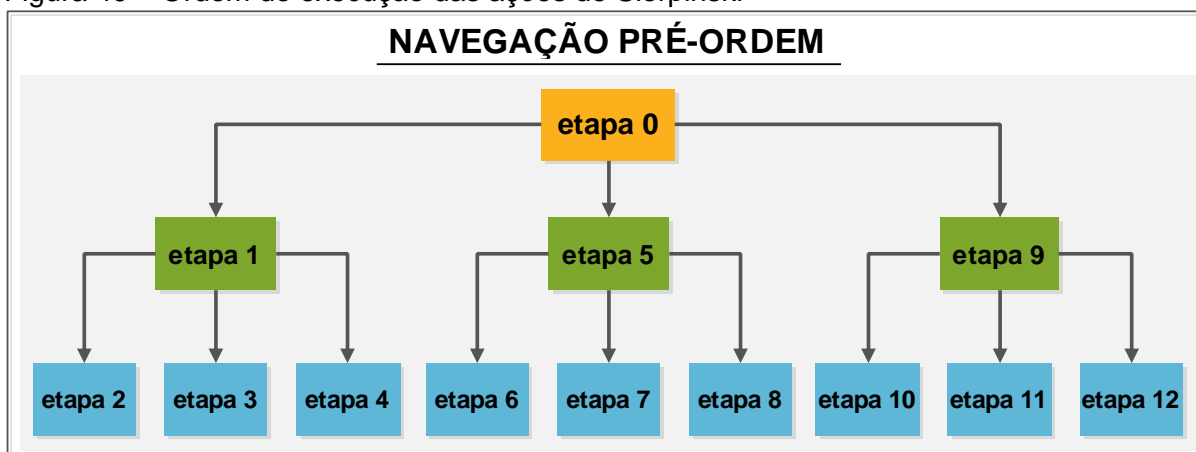 NAVEGAÇÃO PRÉ-ORDEM
etapa 0
etapa 1
etapa 5
etapa 9
etapa 2
etapa 3
etapa 4
etapa 6
etapa 7
etapa 8
etapa 10
etapa 11
etapa 12